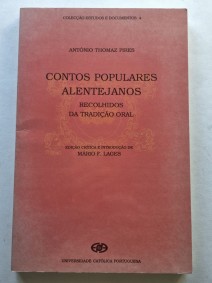 COLECÇÃO ESTUDOS E DOCUMENTOS 4
ANTÓNIO THOMAZ PIRES
CONTOS POPULARES
ALENTEJANOS
RECOLHIDOS
DA TRADIÇÃO ORAL
EDIÇÃO CRÍTICA E INTRODUÇÃO DE
MÁRIO F. LAGES
UNIVERSIDADE CATÓLICA PORTUGUESA